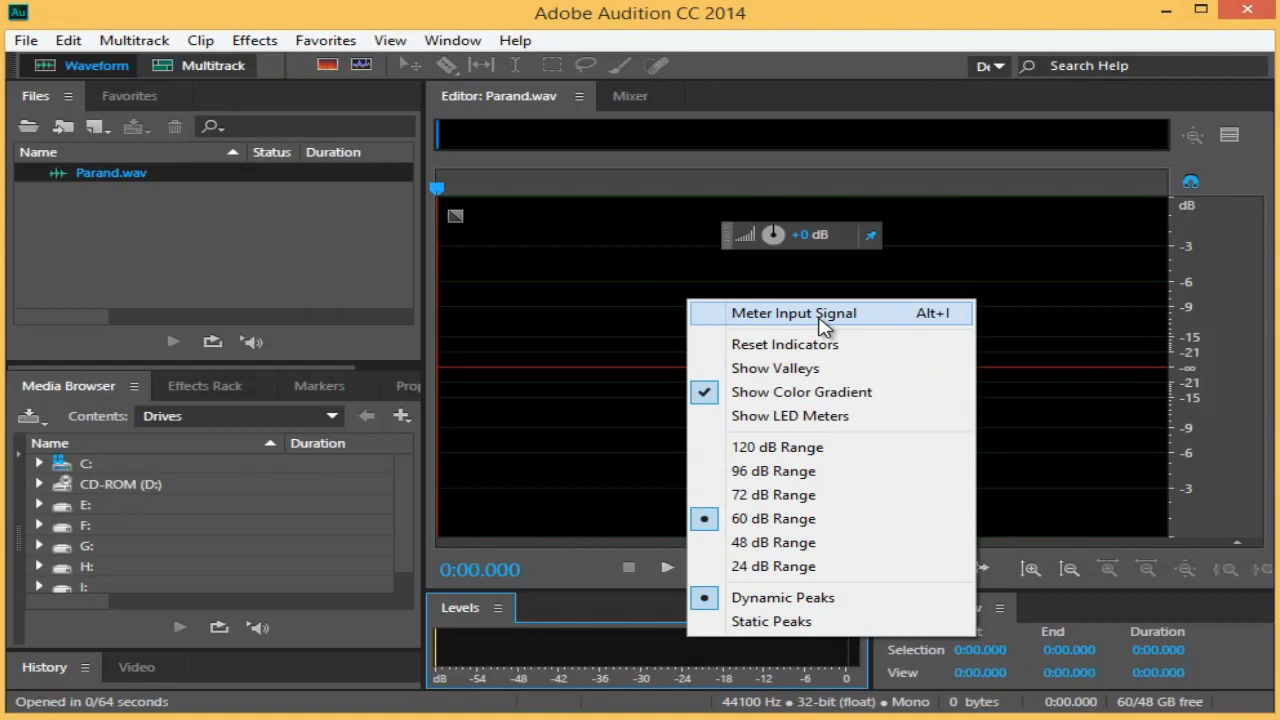 Au
Adobe Audition CC 2014
File Edit Multitrack Clip Effects Favorites View Window Help
Waveform Multitrack
Search Help
Files Favorites
Editor: Parand.wav Mixer
Name Status Duration
Parand.wav
dB
+0 dB
-3
-6
-9
-15
-21
-∞
-21
-15
-9
-6
-3
Meter Input Signal Alt+I
Reset Indicators
Show Valleys
Show Color Gradient
Show LED Meters
120 dB Range
96 dB Range
72 dB Range
60 dB Range
48 dB Range
24 dB Range
Dynamic Peaks
Static Peaks
Media Browser Effects Rack Markers
Contents: Drives
Name Duration
C:
CD-ROM (D:)
E:
F:
G:
H:
I:
0:00.000
Levels
dB -54 -48 -42 -36 -30 -24 -18 -12 -6 0
End Duration
Selection 0:00.000 0:00.000 0:00.000
View 0:00.000 0:00.000 0:00.000
History Video
Opened in 0/64 seconds
44100 Hz ● 32-bit (float) ● Mono 0 bytes 0:00.000 60/48 GB free